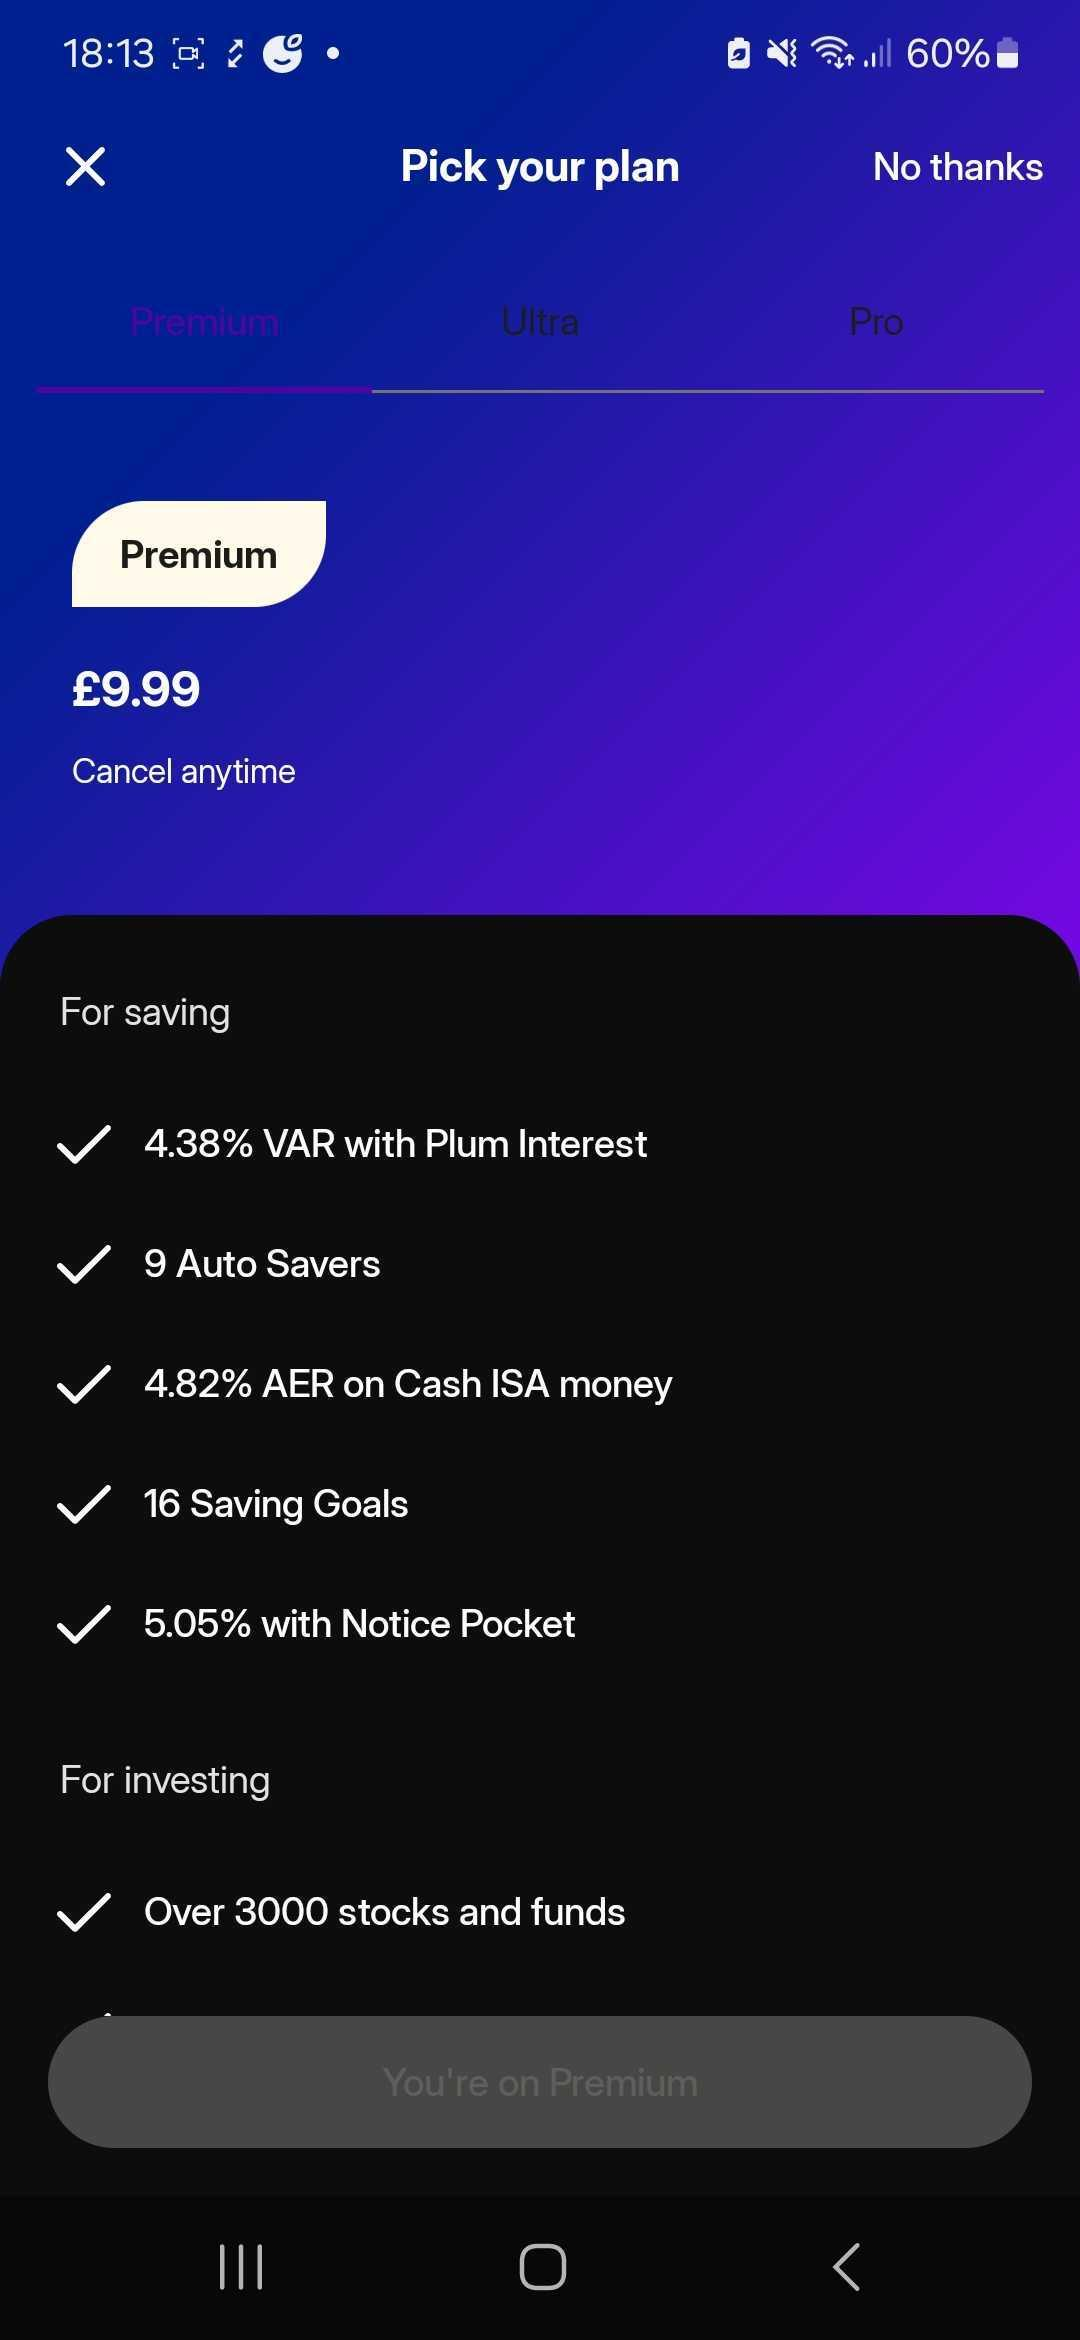 18:13
60%
Pick your plan
No thanks
Premium
Ultra
Pro
Premium
£9.99
Cancel anytime
For saving
4.38% VAR with Plum Interest
9 Auto Savers
4.82% AER on Cash ISA money
16 Saving Goals
5.05% with Notice Pocket
For investing
Over 3000 stocks and funds
You're on Premium